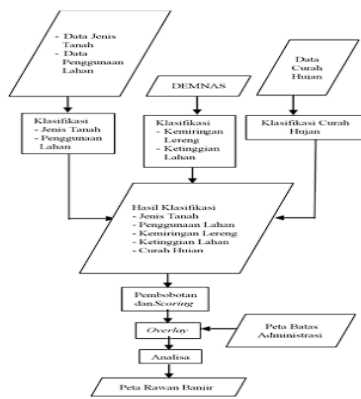 - Data Jenis
Tanah
- Data
Penggunaan
Lahan
DEMNAS
Data
Curah
Hujan
Klasifikasi
- Jenis Tanah
- Penggunaan
Lahan
Klasifikasi
- Kemiringan
Lereng
- Ketinggian
Lahan
Klasifikasi Curah
Hujan
Hasil Klasifikasi
- Jenis Tanah
- Penggunaan Lahan
- Kemiringan Lereng
- Ketinggian Lahan
- Curah Hujan
Pembobotan
dan Scoring
Overlay
Peta Batas
Administrasi
Analisa
Peta Rawan Banjir